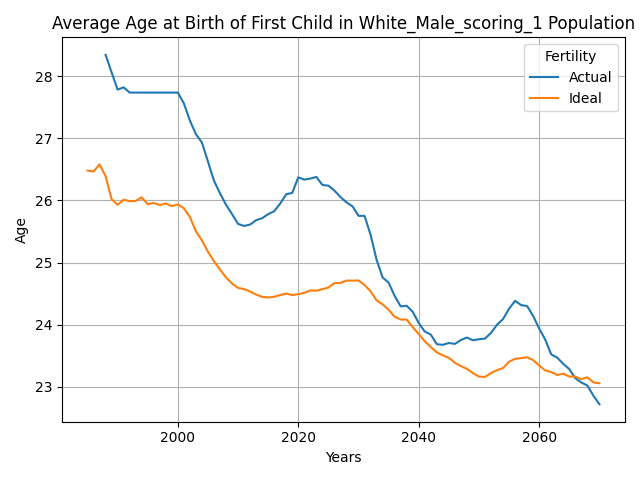 Average Age at Birth of First Child in White_Male_scoring_1 Population
Fertility
Actual
Ideal
28
27
26
25
24
23
Age
2000 2020 2040 2060
Years